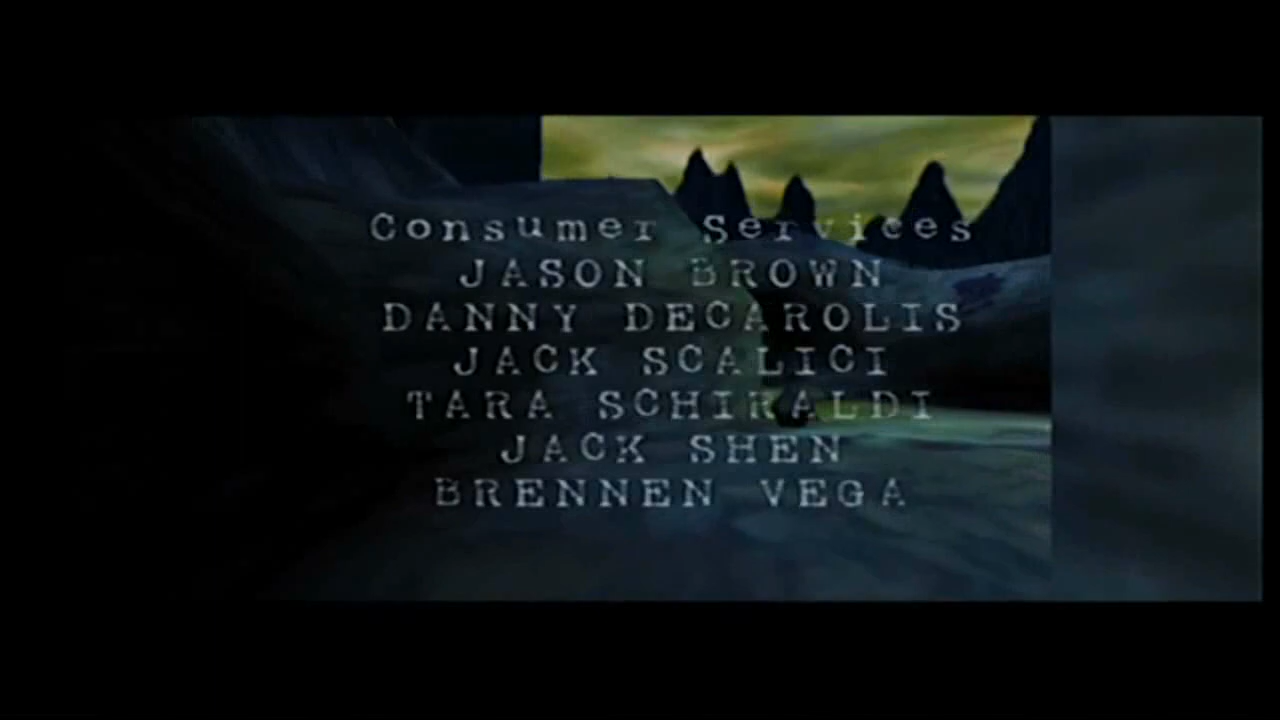 Consumer Services
JASON BROWN
DANNY DECAROLIS
JACK SCALICI
TARA SCHIRALDI
JACK SHEN
BRENNEN VEGA